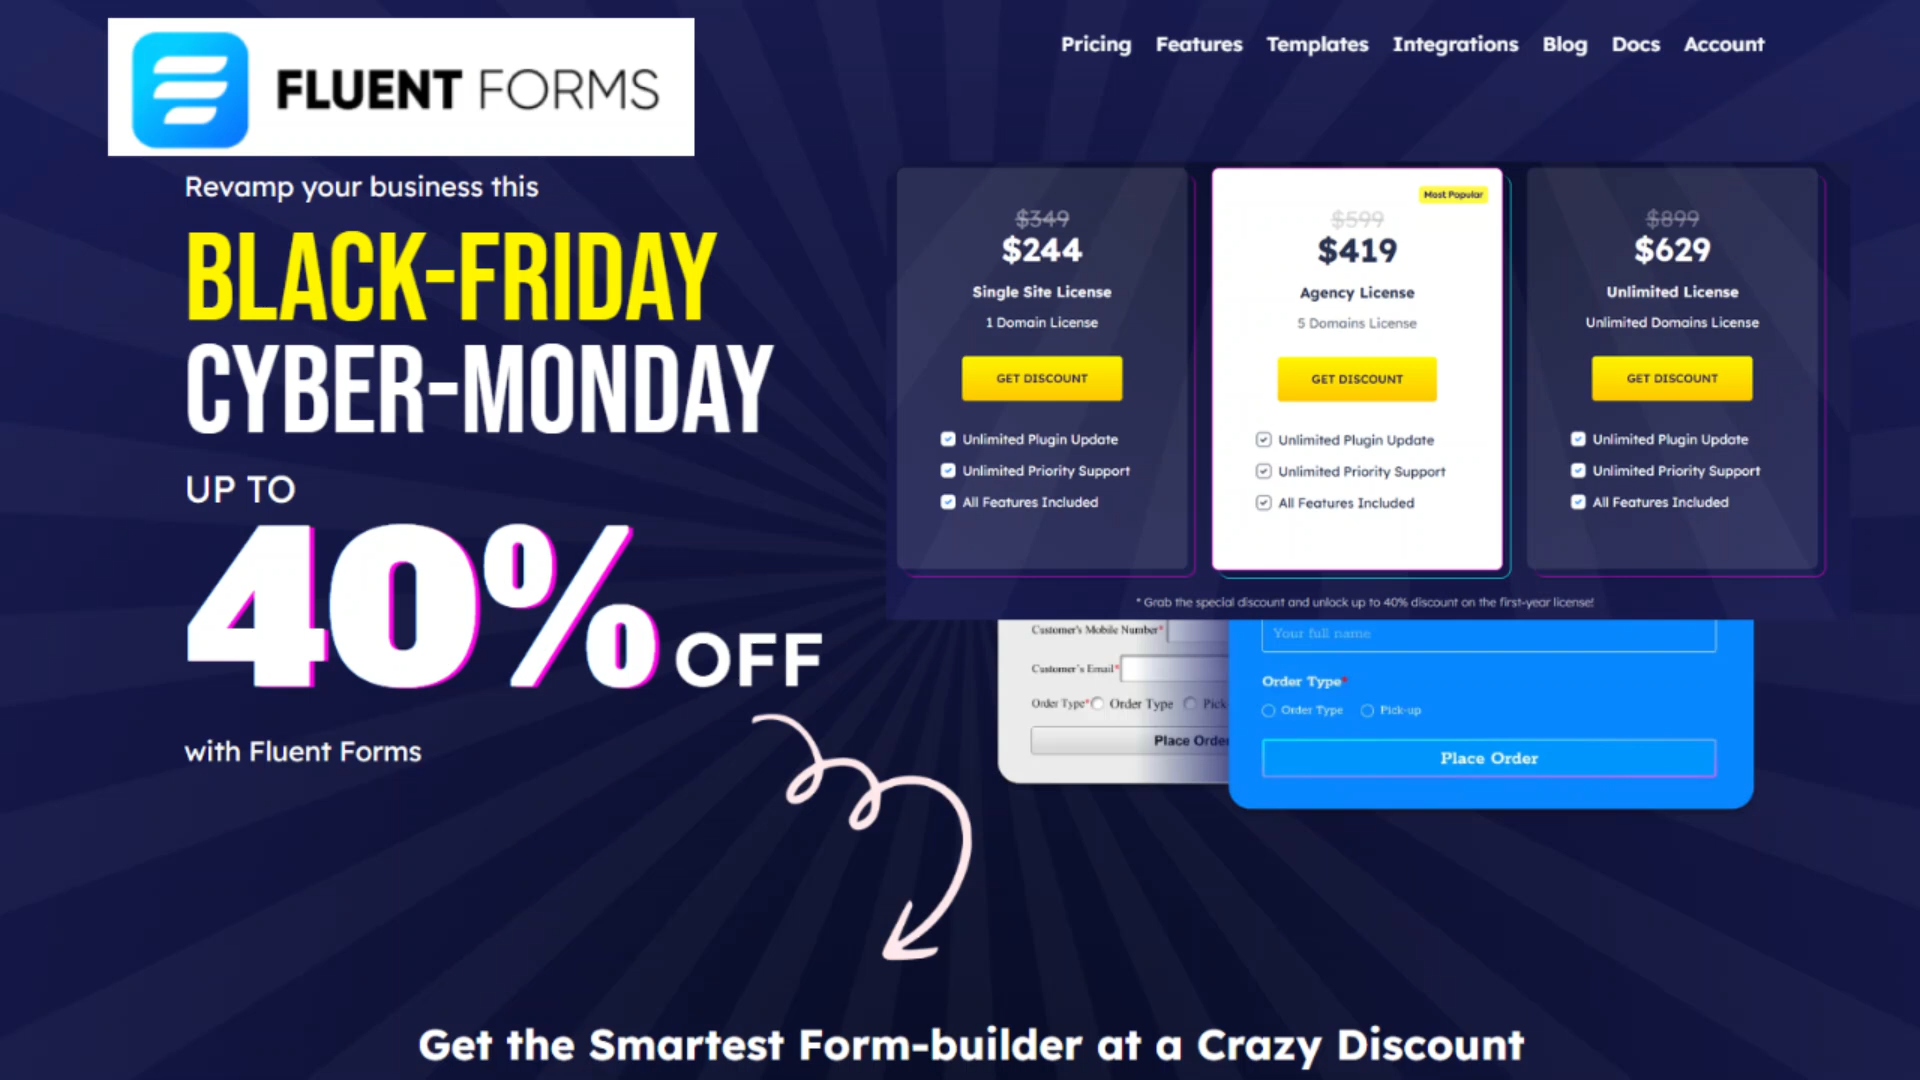 FLUENT FORMS
Pricing Features Templates Integrations Blog Docs Account
Revamp your business this
BLACK-FRIDAY
CYBER-MONDAY
UP TO
40% OFF
with Fluent Forms
$349
$244
Single Site License
1 Domain License
GET DISCOUNT
Unlimited Plugin Update
Unlimited Priority Support
All Features Included
Most Popular
$599
$419
Agency License
5 Domains License
GET DISCOUNT
Unlimited Plugin Update
Unlimited Priority Support
All Features Included
$899
$629
Unlimited License
Unlimited Domains License
GET DISCOUNT
Unlimited Plugin Update
Unlimited Priority Support
All Features Included
* Grab the special discount and unlock up to 40% discount on the first-year license!
Customer's Mobile Number*
Customer's Email*
Order Type* Order Type Pick
Place Order
Your full name
Order Type*
Order Type Pick-up
Place Order
Get the Smartest Form-builder at a Crazy Discount